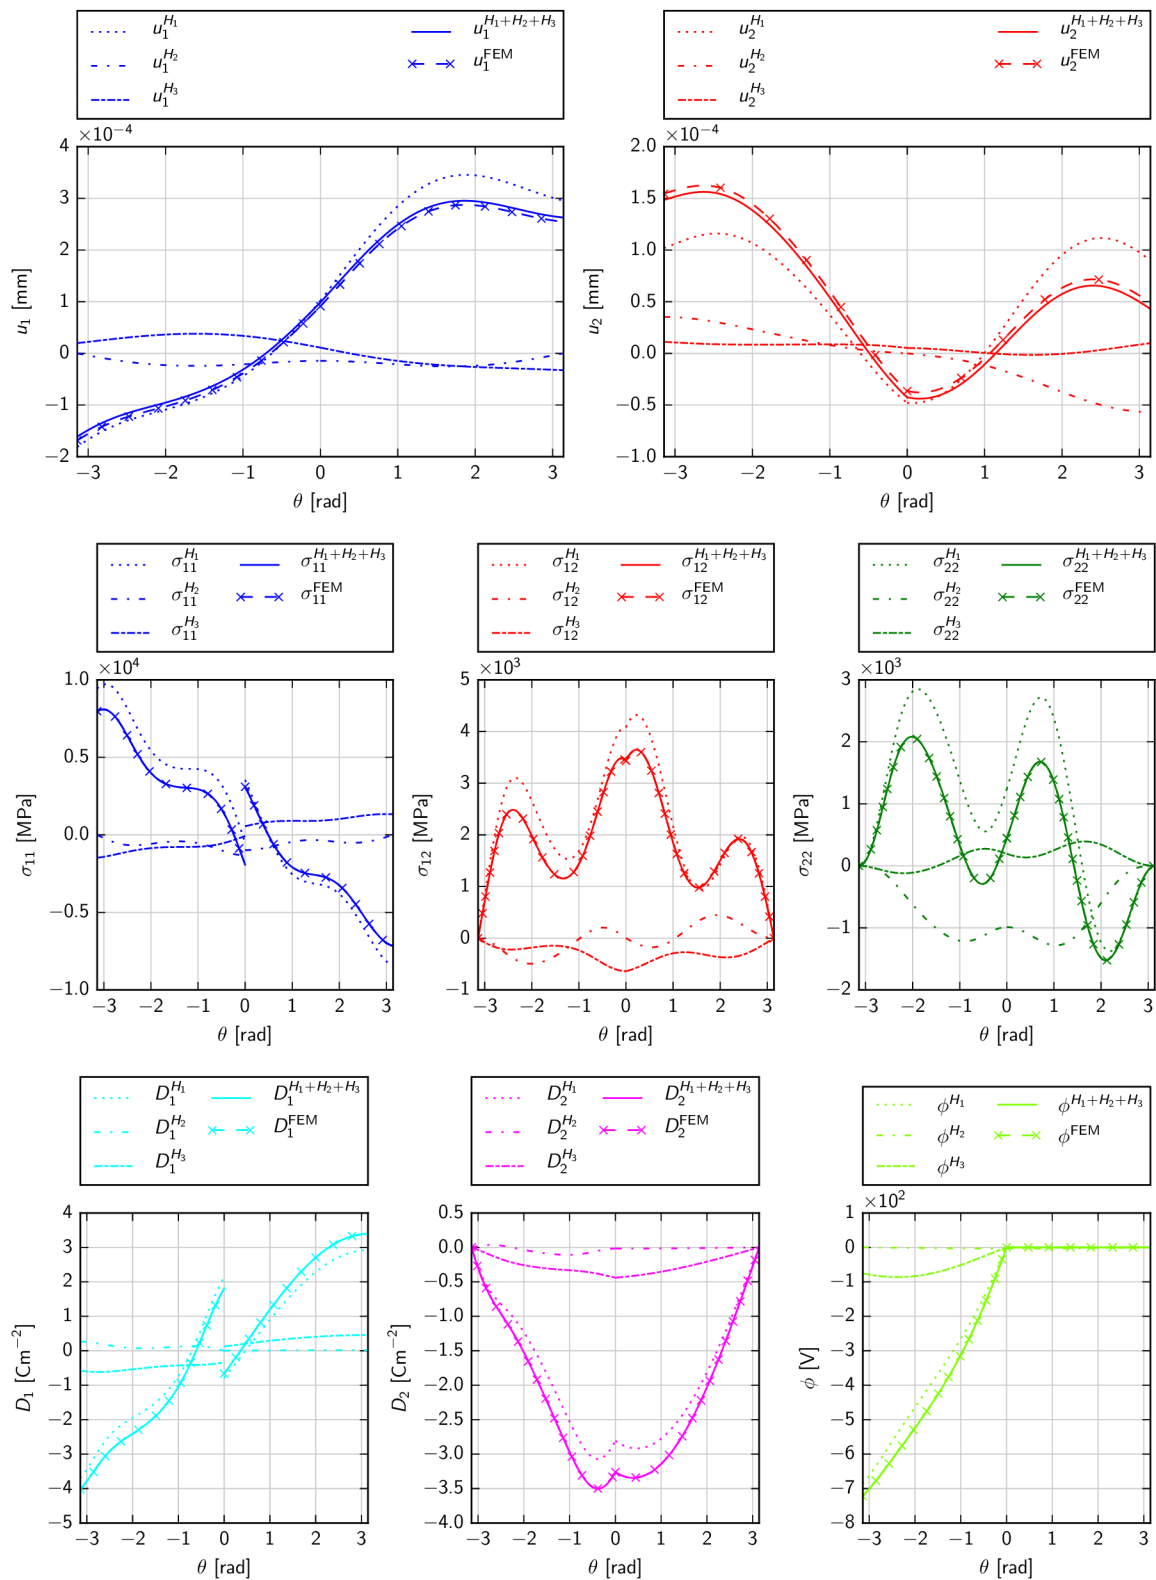 u_1^{H_1} u_1^{H_1+H_2+H_3} u_2^{H_1} u_2^{H_1+H_2+H_3}
u_1^{H_2} u_1^{FEM} u_2^{H_2} u_2^{FEM}
u_1^{H_3} u_2^{H_3}
×10^{−4} ×10^{−4}
4 3 2 1 0 −1 −2
u_1 [mm]
−3 −2 −1 0 1 2 3
θ [rad]
2.0 1.5 1.0 0.5 0.0 −0.5 −1.0
u_2 [mm]
−3 −2 −1 0 1 2 3
θ [rad]
σ_{11}^{H_1} σ_{11}^{H_1+H_2+H_3}
σ_{11}^{H_2} σ_{11}^{FEM}
σ_{11}^{H_3}
×10^4
1.0 0.5 0.0 −0.5 −1.0
σ_{11} [MPa]
−3 −2 −1 0 1 2 3
θ [rad]
σ_{12}^{H_1} σ_{12}^{H_1+H_2+H_3}
σ_{12}^{H_2} σ_{12}^{FEM}
σ_{12}^{H_3}
×10^3
5 4 3 2 1 0 −1
σ_{12} [MPa]
−3 −2 −1 0 1 2 3
θ [rad]
σ_{22}^{H_1} σ_{22}^{H_1+H_2+H_3}
σ_{22}^{H_2} σ_{22}^{FEM}
σ_{22}^{H_3}
×10^3
3 2 1 0 −1 −2
σ_{22} [MPa]
−3 −2 −1 0 1 2 3
θ [rad]
D_1^{H_1} D_1^{H_1+H_2+H_3}
D_1^{H_2} D_1^{FEM}
D_1^{H_3}
4 3 2 1 0 −1 −2 −3 −4 −5
D_1 [Cm^{−2}]
−3 −2 −1 0 1 2 3
θ [rad]
D_2^{H_1} D_2^{H_1+H_2+H_3}
D_2^{H_2} D_2^{FEM}
D_2^{H_3}
0.5 0.0 −0.5 −1.0 −1.5 −2.0 −2.5 −3.0 −3.5 −4.0
D_2 [Cm^{−2}]
−3 −2 −1 0 1 2 3
θ [rad]
ϕ^{H_1} ϕ^{H_1+H_2+H_3}
ϕ^{H_2} ϕ^{FEM}
ϕ^{H_3}
×10^2
1 0 −1 −2 −3 −4 −5 −6 −7 −8
ϕ [V]
−3 −2 −1 0 1 2 3
θ [rad]